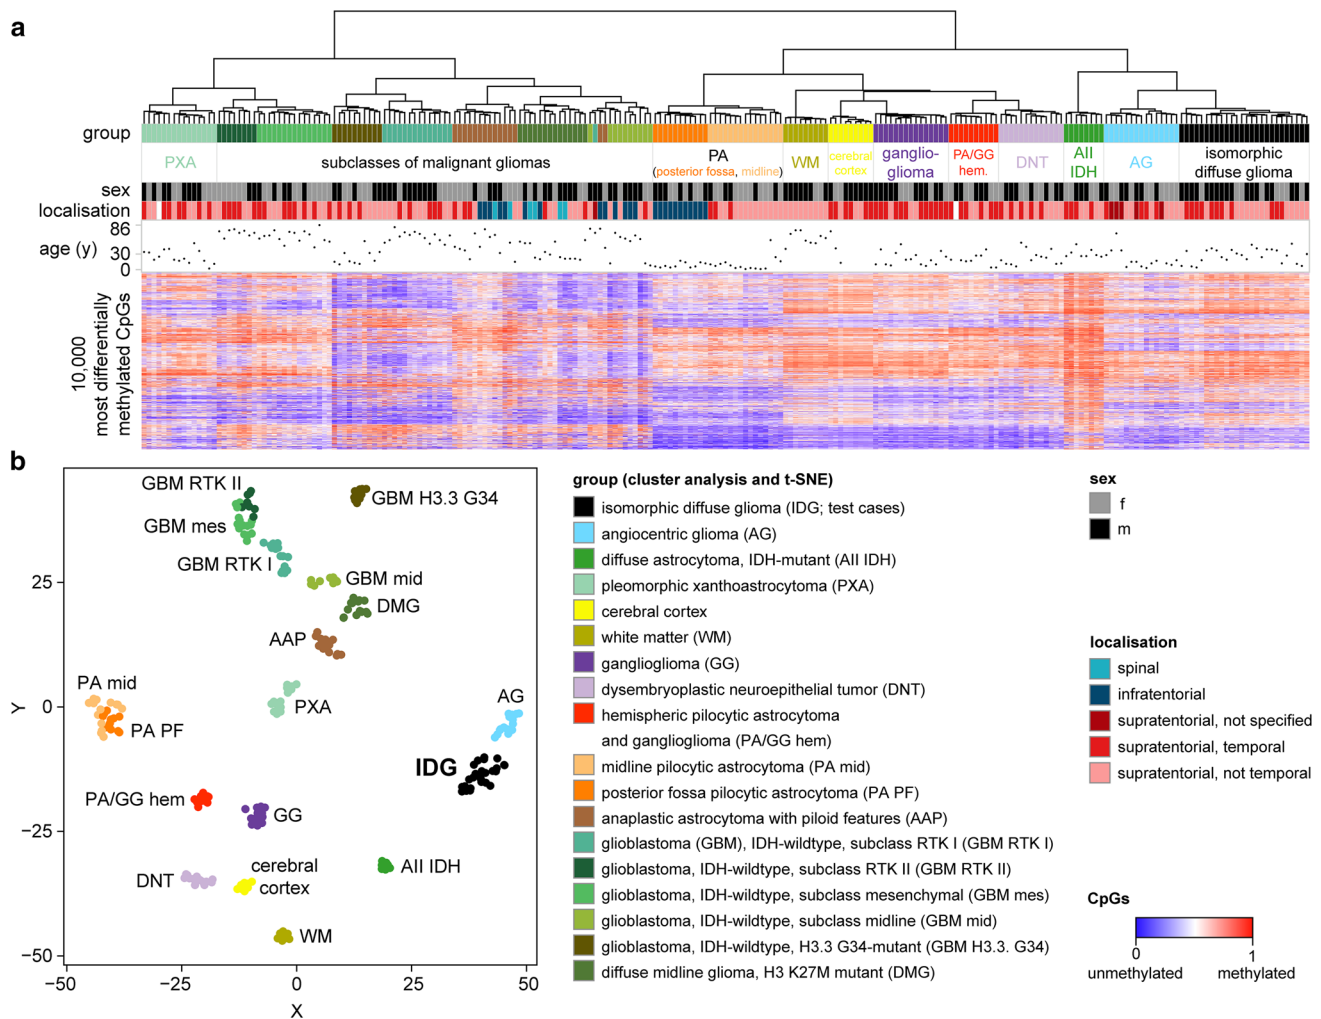 a
group
PXA
subclasses of malignant gliomas
PA
(posterior fossa, midline)
WM
cerebral
cortex
ganglio-
glioma
PA/GG
hem.
DNT
AII
IDH
AG
isomorphic
diffuse glioma
sex
localisation
86
age (y)
30
0
10,000
most differentially
methylated CpGs
b
GBM RTK II
GBM H3.3 G34
GBM mes
GBM RTK I
GBM mid
DMG
AAP
PA mid
PXA
PA PF
AG
IDG
PA/GG hem
GG
AII IDH
DNT
cerebral
cortex
WM
25
0
−25
−50
Y
−50
−25
0
25
50
X
group (cluster analysis and t-SNE)
isomorphic diffuse glioma (IDG; test cases)
angiocentric glioma (AG)
diffuse astrocytoma, IDH-mutant (AII IDH)
pleomorphic xanthoastrocytoma (PXA)
cerebral cortex
white matter (WM)
ganglioglioma (GG)
dysembryoplastic neuroepithelial tumor (DNT)
hemispheric pilocytic astrocytoma
and ganglioglioma (PA/GG hem)
midline pilocytic astrocytoma (PA mid)
posterior fossa pilocytic astrocytoma (PA PF)
anaplastic astrocytoma with piloid features (AAP)
glioblastoma (GBM), IDH-wildtype, subclass RTK I (GBM RTK I)
glioblastoma, IDH-wildtype, subclass RTK II (GBM RTK II)
glioblastoma, IDH-wildtype, subclass mesenchymal (GBM mes)
glioblastoma, IDH-wildtype, subclass midline (GBM mid)
glioblastoma, IDH-wildtype, H3.3 G34-mutant (GBM H3.3. G34)
diffuse midline glioma, H3 K27M mutant (DMG)
sex
f
m
localisation
spinal
infratentorial
supratentorial, not specified
supratentorial, temporal
supratentorial, not temporal
CpGs
0
1
unmethylated
methylated